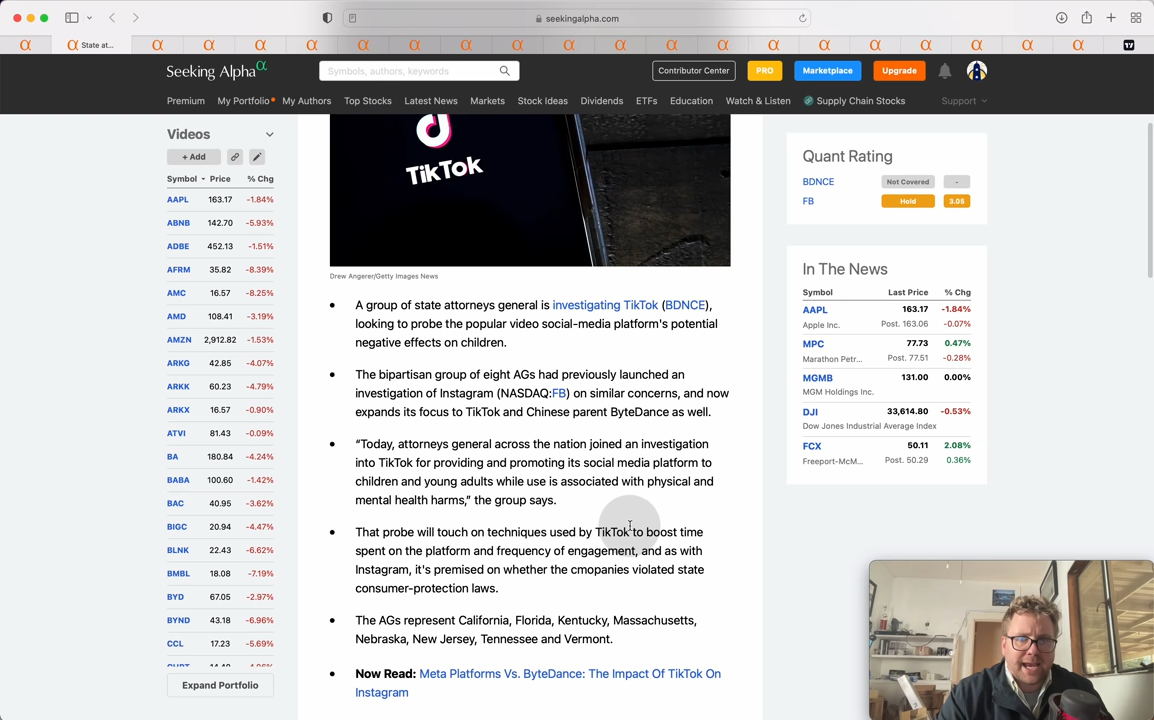 seekingalpha.com
State at...
Seeking Alpha α
Symbols, authors, keywords
Contributor Center
PRO
Marketplace
Upgrade
Premium My Portfolio My Authors Top Stocks Latest News Markets Stock Ideas Dividends ETFs Education Watch & Listen Supply Chain Stocks Support
Videos
+ Add
Symbol Price % Chg
AAPL 163.17 -1.84%
ABNB 142.70 -5.93%
ADBE 452.13 -1.51%
AFRM 35.82 -8.39%
AMC 16.57 -8.25%
AMD 108.41 -3.19%
AMZN 2,912.82 -1.53%
ARKG 42.85 -4.07%
ARKK 60.23 -4.79%
ARKX 16.57 -0.90%
ATVI 81.43 -0.09%
BA 180.84 -4.24%
BABA 100.60 -1.42%
BAC 40.95 -3.62%
BIGC 20.94 -4.47%
BLNK 22.43 -6.62%
BMBL 18.08 -7.19%
BYD 67.05 -2.97%
BYND 43.18 -6.96%
CCL 17.23 -5.69%
Expand Portfolio
TikTok
Drew Angerer/Getty Images News
• A group of state attorneys general is investigating TikTok (BDNCE),
looking to probe the popular video social-media platform's potential
negative effects on children.
• The bipartisan group of eight AGs had previously launched an
investigation of Instagram (NASDAQ:FB) on similar concerns, and now
expands its focus to TikTok and Chinese parent ByteDance as well.
• “Today, attorneys general across the nation joined an investigation
into TikTok for providing and promoting its social media platform to
children and young adults while use is associated with physical and
mental health harms,” the group says.
• That probe will touch on techniques used by TikTok to boost time
spent on the platform and frequency of engagement, and as with
Instagram, it's premised on whether the cmopanies violated state
consumer-protection laws.
• The AGs represent California, Florida, Kentucky, Massachusetts,
Nebraska, New Jersey, Tennessee and Vermont.
• Now Read: Meta Platforms Vs. ByteDance: The Impact Of TikTok On
Instagram
Quant Rating
BDNCE Not Covered -
FB Hold 3.05
In The News
Symbol Last Price % Chg
AAPL 163.17 -1.84%
Apple Inc. Post. 163.06 -0.07%
MPC 77.73 0.47%
Marathon Petr... Post. 77.51 -0.28%
MGMB 131.00 0.00%
MGM Holdings Inc.
DJI 33,614.80 -0.53%
Dow Jones Industrial Average Index
FCX 50.11 2.08%
Freeport-McM... Post. 50.29 0.36%